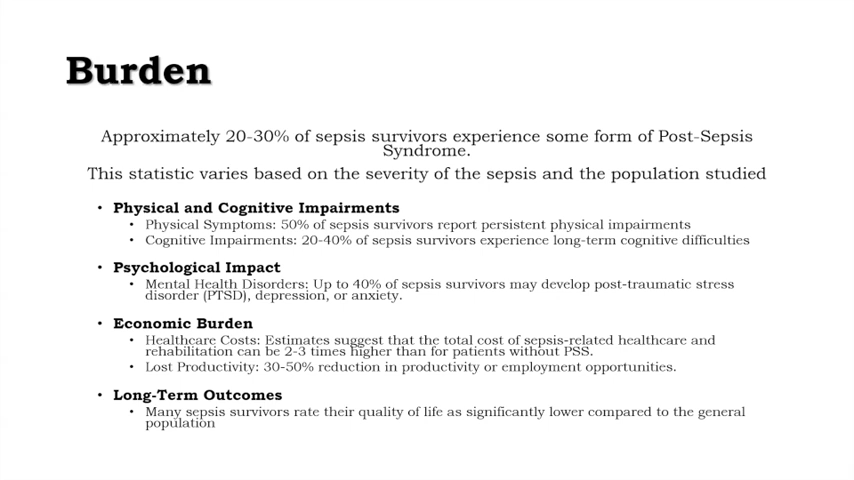 Burden
Approximately 20-30% of sepsis survivors experience some form of Post-Sepsis
Syndrome.
This statistic varies based on the severity of the sepsis and the population studied
• Physical and Cognitive Impairments
• Physical Symptoms: 50% of sepsis survivors report persistent physical impairments
• Cognitive Impairments: 20-40% of sepsis survivors experience long-term cognitive difficulties
• Psychological Impact
• Mental Health Disorders: Up to 40% of sepsis survivors may develop post-traumatic stress
disorder (PTSD), depression, or anxiety.
• Economic Burden
• Healthcare Costs: Estimates suggest that the total cost of sepsis-related healthcare and
rehabilitation can be 2-3 times higher than for patients without PSS.
• Lost Productivity: 30-50% reduction in productivity or employment opportunities.
• Long-Term Outcomes
• Many sepsis survivors rate their quality of life as significantly lower compared to the general
population